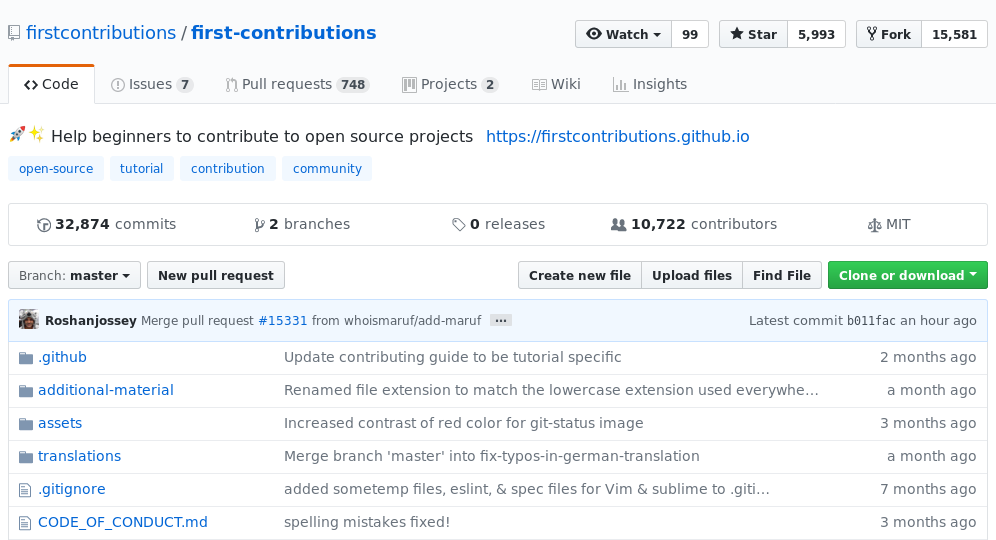 firstcontributions / first-contributions Watch 99 Star 5,993 Fork 15,581
Code Issues 7 Pull requests 748 Projects 2 Wiki Insights
🚀✨ Help beginners to contribute to open source projects https://firstcontributions.github.io
open-source tutorial contribution community
32,874 commits 2 branches 0 releases 10,722 contributors MIT
Branch: master New pull request Create new file Upload files Find File Clone or download
Roshanjossey Merge pull request #15331 from whoismaruf/add-maruf … Latest commit b011fac an hour ago
.github Update contributing guide to be tutorial specific 2 months ago
additional-material Renamed file extension to match the lowercase extension used everywhe… a month ago
assets Increased contrast of red color for git-status image 3 months ago
translations Merge branch 'master' into fix-typos-in-german-translation a month ago
.gitignore added sometemp files, eslint, & spec files for Vim & sublime to .giti… 7 months ago
CODE_OF_CONDUCT.md spelling mistakes fixed! 3 months ago